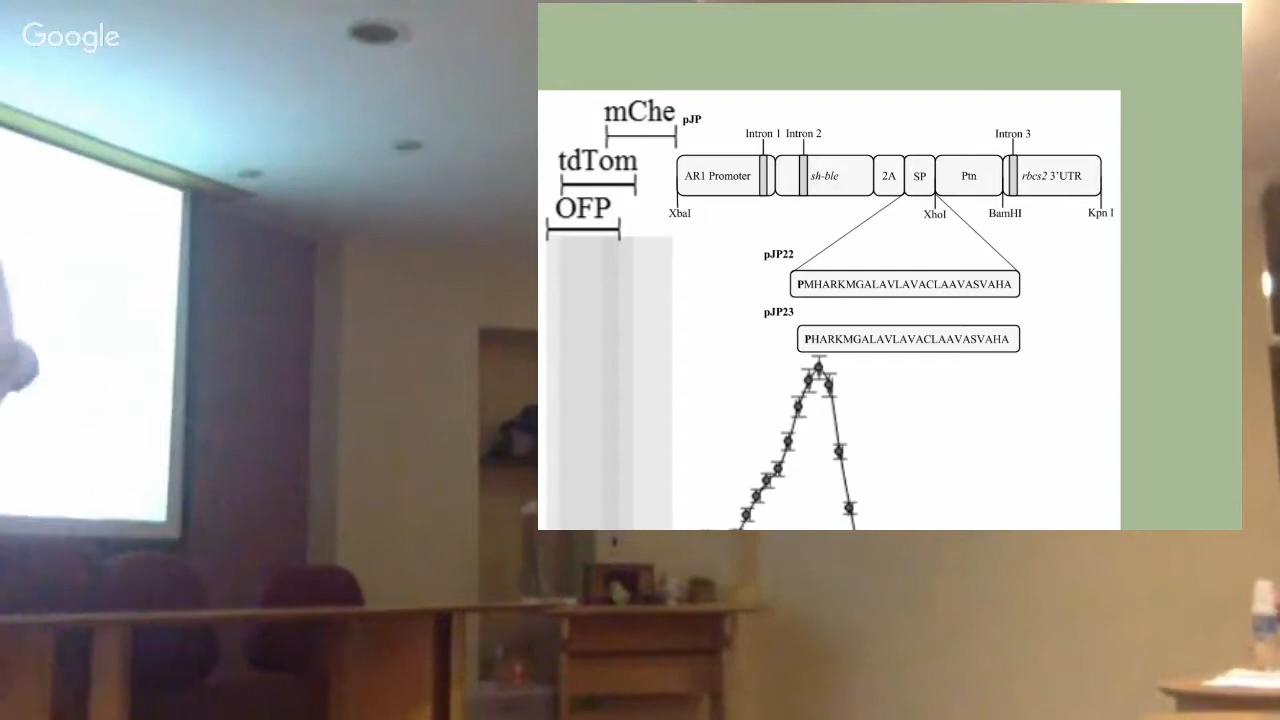 Google
mChe
pJP
Intron 1 Intron 2 Intron 3
tdTom
AR1 Promoter sh-ble 2A SP Ptn rbcs2 3'UTR
OFP
XbaI XhoI BamHI Kpn I
pJP22
PMHARKMGALAVLAVACLAAVASVAHA
pJP23
PHARKMGALAVLAVACLAAVASVAHA